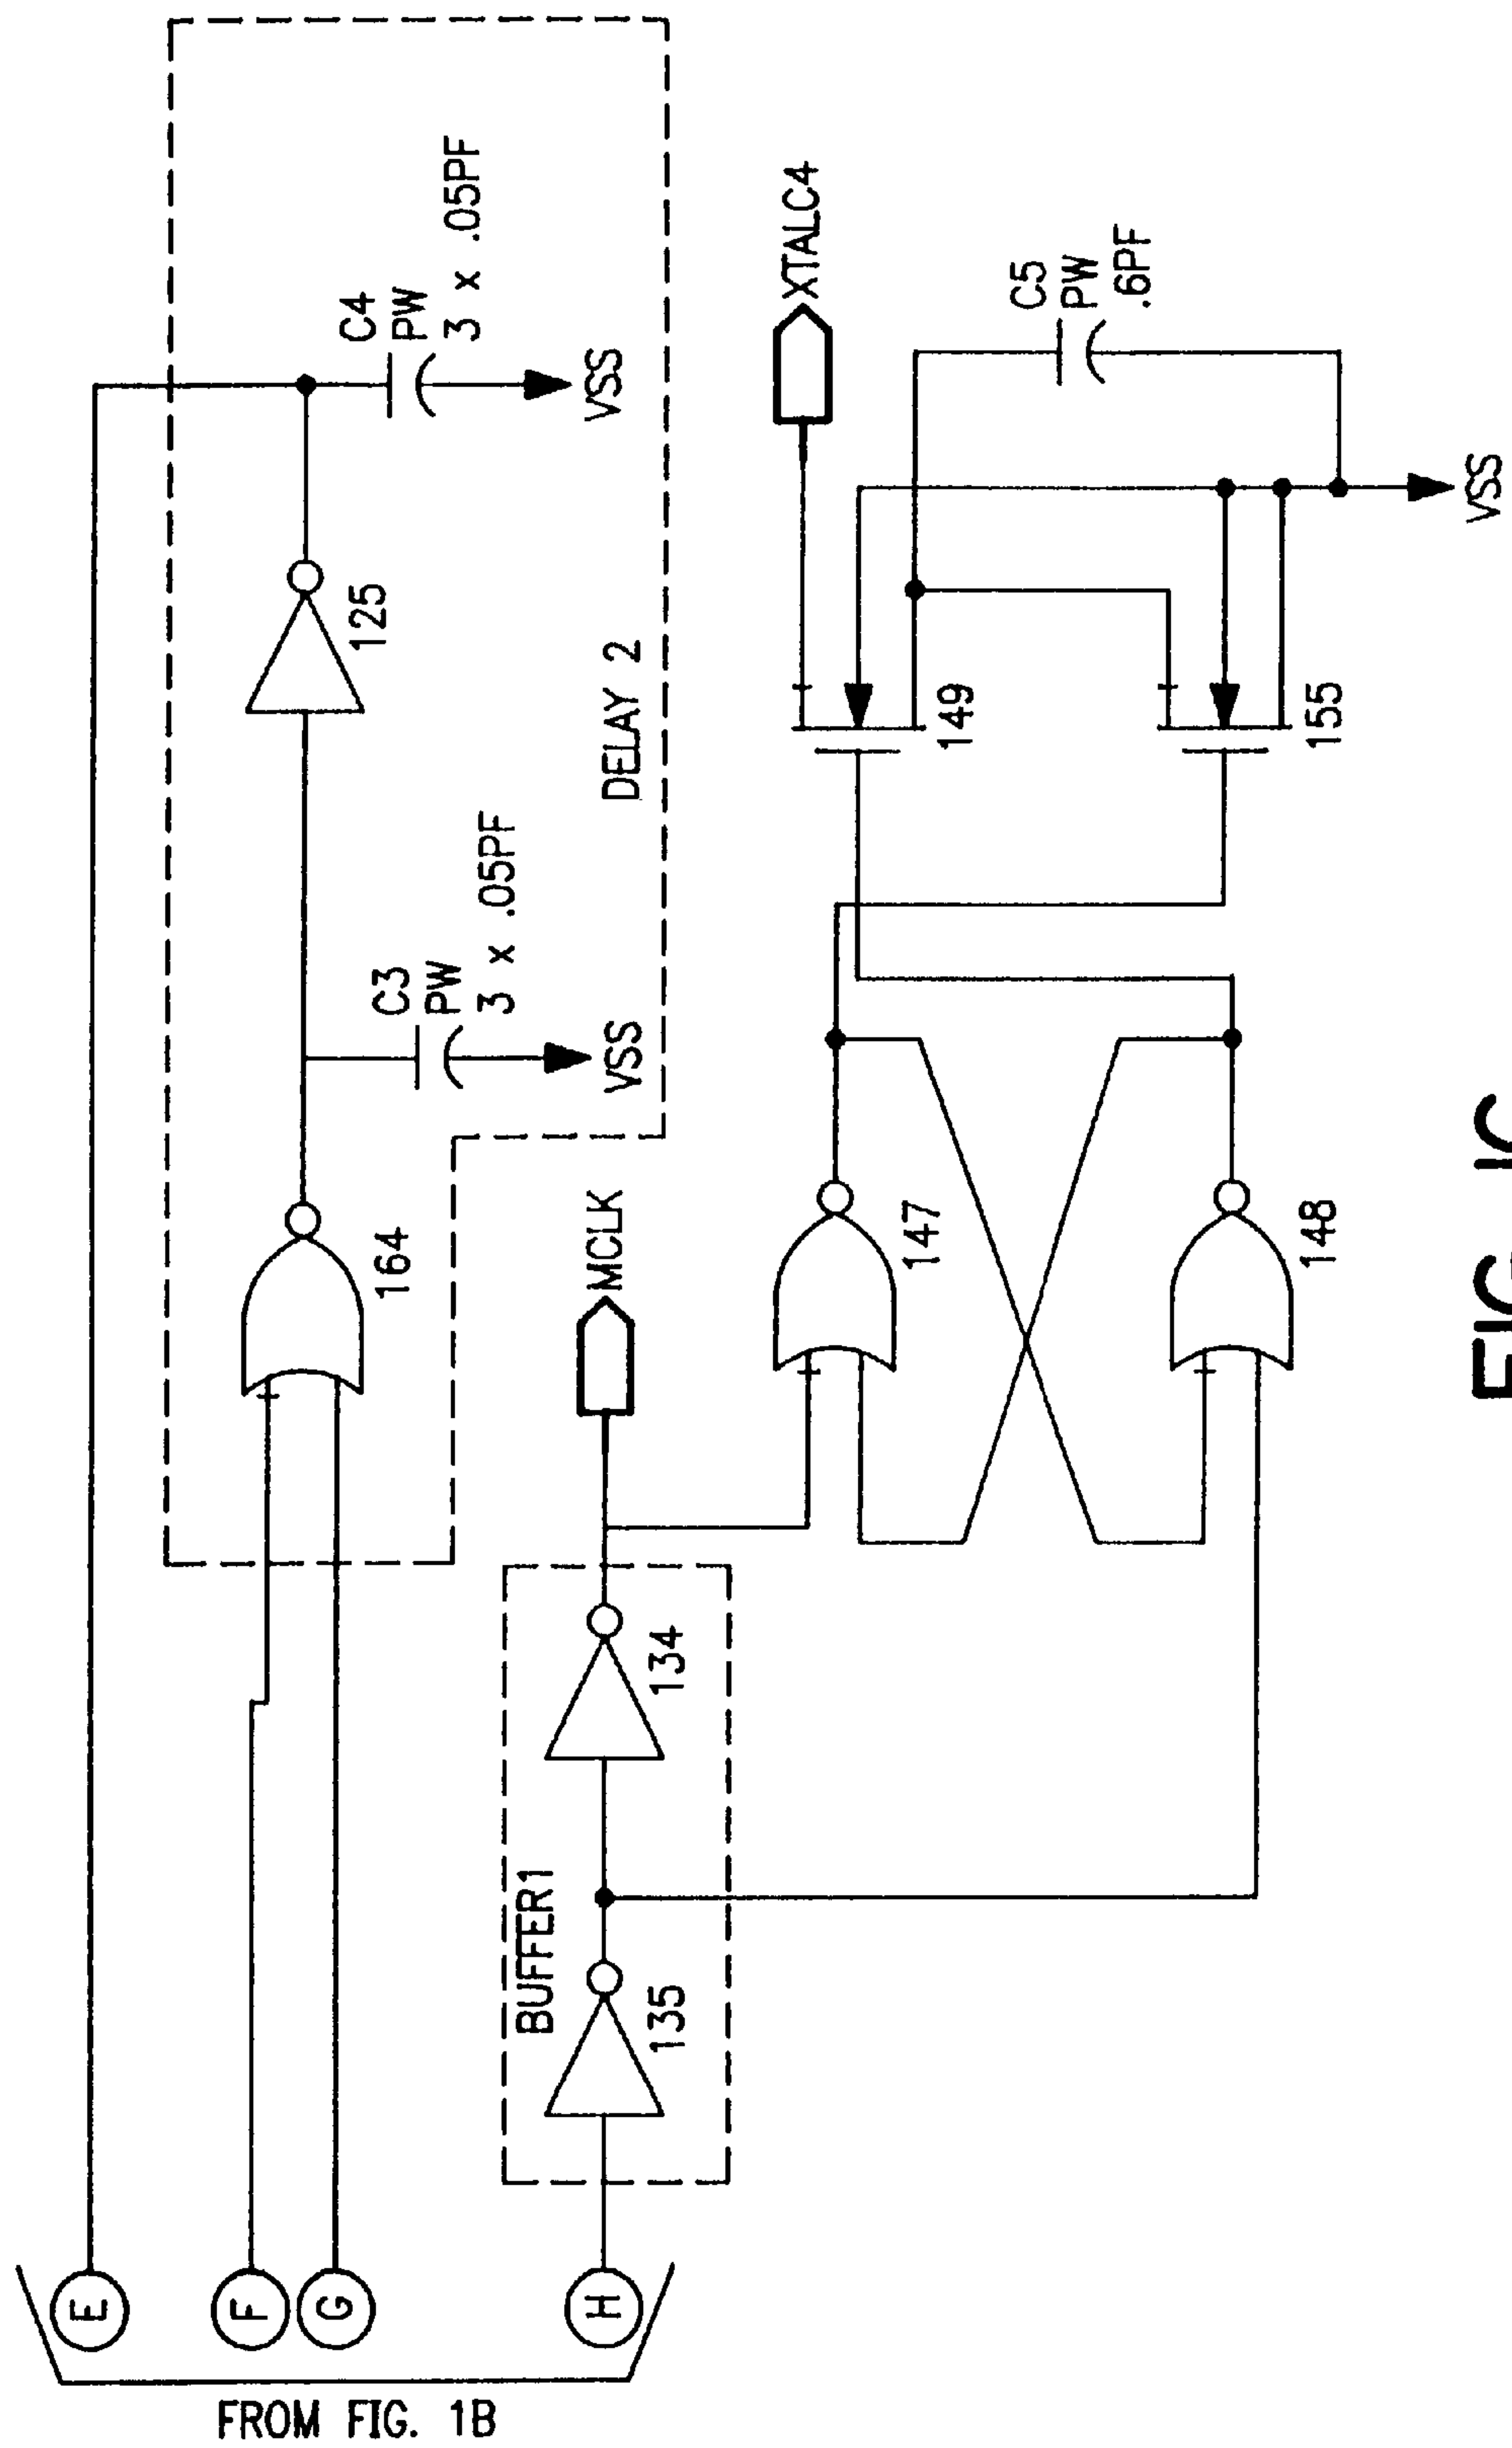 E
F
G
H
FROM FIG. 1B
164
C3
PW
3 x .05PF
VSS
125
C4
PW
3 x .05PF
VSS
DELAY 2
BUFFER1
135
134
MCLK
147
148
149
155
XTALC4
C5
PW
.6PF
VSS